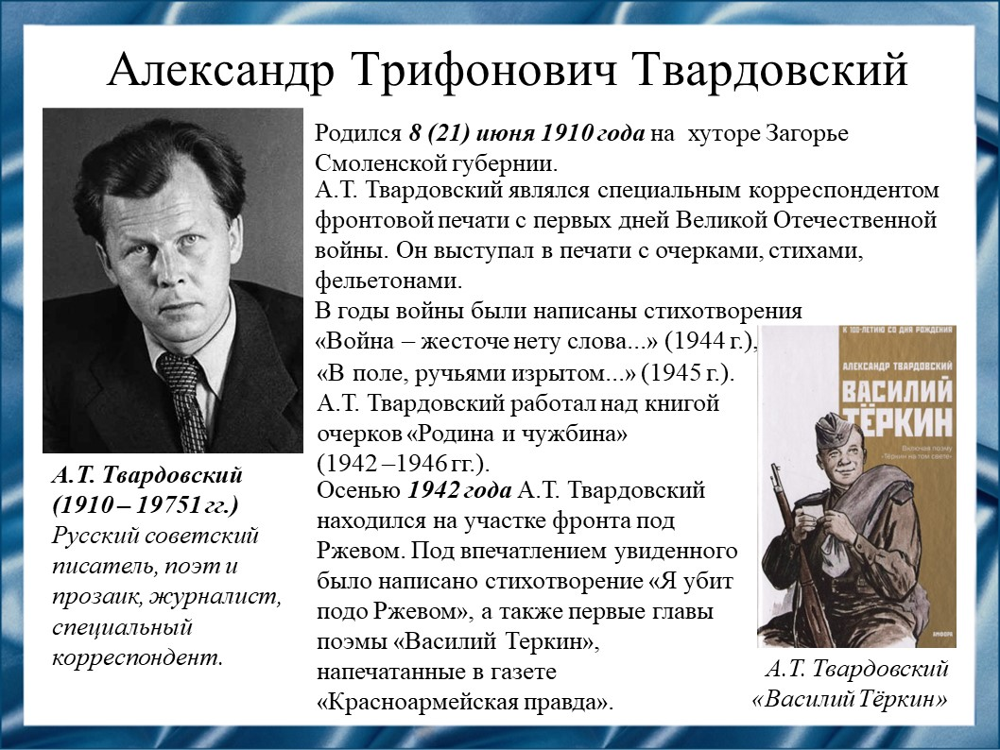 Александр Трифонович Твардовский
Родился 8 (21) июня 1910 года на хуторе Загорье
Смоленской губернии.
А.Т. Твардовский являлся специальным корреспондентом
фронтовой печати с первых дней Великой Отечественной
войны. Он выступал в печати с очерками, стихами,
фельетонами.
В годы войны были написаны стихотворения
«Война – жесточе нету слова...» (1944 г.),
«В поле, ручьями изрытом...» (1945 г.).
А.Т. Твардовский работал над книгой
очерков «Родина и чужбина»
(1942 –1946 гг.).
Осенью 1942 года А.Т. Твардовский
находился на участке фронта под
Ржевом. Под впечатлением увиденного
было написано стихотворение «Я убит
подо Ржевом», а также первые главы
поэмы «Василий Теркин»,
напечатанные в газете
«Красноармейская правда».
А.Т. Твардовский
(1910 – 19751 гг.)
Русский советский
писатель, поэт и
прозаик, журналист,
специальный
корреспондент.
К 100-ЛЕТИЮ СО ДНЯ РОЖДЕНИЯ
АЛЕКСАНДР ТВАРДОВСКИЙ
ВАСИЛИЙ
ТЁРКИН
Включая поэму
«Тёркин на том свете»
АМФОРА
А.Т. Твардовский
«Василий Тёркин»